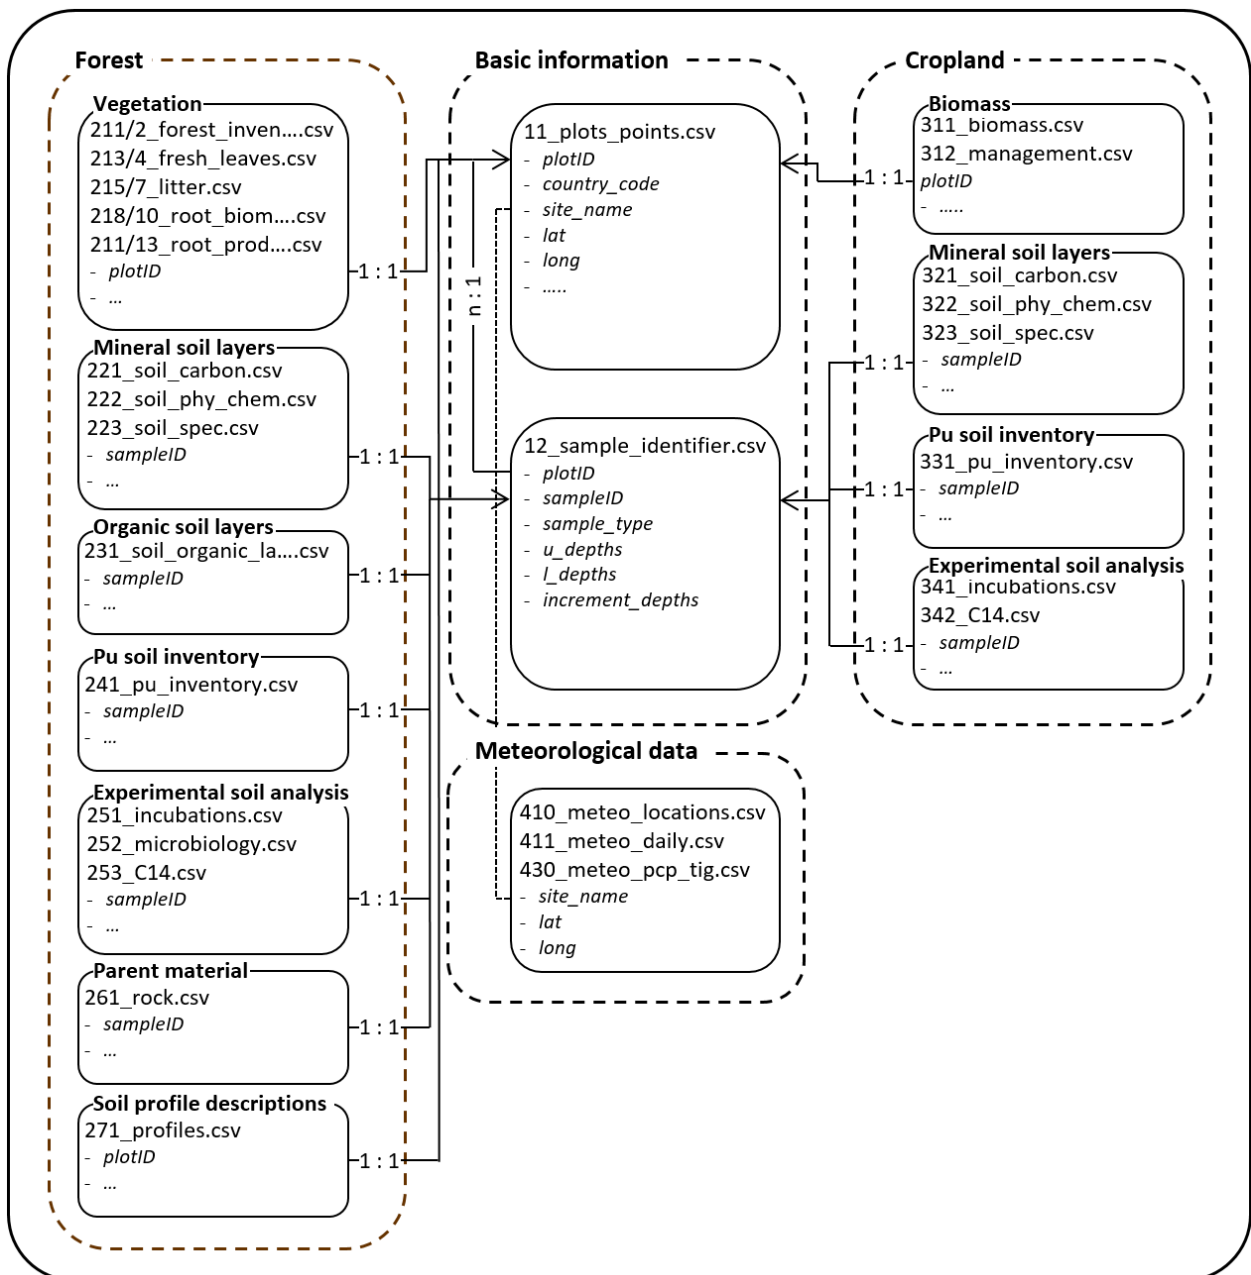 Forest
Vegetation
211/2_forest_inven....csv
213/4_fresh_leaves.csv
215/7_litter.csv
218/10_root_biom....csv
211/13_root_prod....csv
- plotID
- ...
1 : 1
Mineral soil layers
221_soil_carbon.csv
222_soil_phy_chem.csv
223_soil_spec.csv
- sampleID
- ...
1 : 1
Organic soil layers
231_soil_organic_la....csv
- sampleID
- ...
1 : 1
Pu soil inventory
241_pu_inventory.csv
- sampleID
- ...
1 : 1
Experimental soil analysis
251_incubations.csv
252_microbiology.csv
253_C14.csv
- sampleID
- ...
1 : 1
Parent material
261_rock.csv
- sampleID
- ...
1 : 1
Soil profile descriptions
271_profiles.csv
- plotID
- ...
1 : 1
Basic information
11_plots_points.csv
- plotID
- country_code
- site_name
- lat
- long
- .....
n : 1
12_sample_identifier.csv
- plotID
- sampleID
- sample_type
- u_depths
- l_depths
- increment_depths
Meteorological data
410_meteo_locations.csv
411_meteo_daily.csv
430_meteo_pcp_tig.csv
- site_name
- lat
- long
Cropland
Biomass
311_biomass.csv
312_management.csv
plotID
- .....
1 : 1
Mineral soil layers
321_soil_carbon.csv
322_soil_phy_chem.csv
323_soil_spec.csv
- sampleID
- ...
1 : 1
Pu soil inventory
331_pu_inventory.csv
- sampleID
- ...
1 : 1
Experimental soil analysis
341_incubations.csv
342_C14.csv
- sampleID
- ...
1 : 1